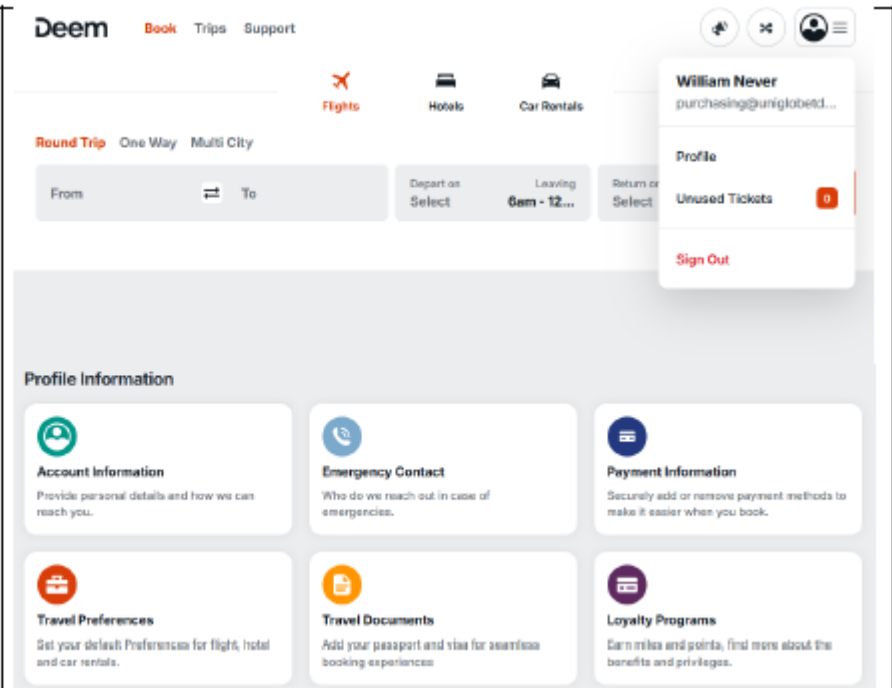 Deem
Book Trips Support
Flights Hotels Car Rentals
William Never
purchasing@uniglobetd...
Profile
Unused Tickets 0
Sign Out
Round Trip One Way Multi City
From To
Depart on Leaving
Select 6am - 12...
Return on
Select
Profile Information
Account Information
Provide personal details and how we can
reach you.
Emergency Contact
Who do we reach out in case of
emergencies.
Payment Information
Securely add or remove payment methods to
make it easier when you book.
Travel Preferences
Set your default Preferences for flight, hotel
and car rentals.
Travel Documents
Add your passport and visa for seamless
booking experiences
Loyalty Programs
Earn miles and points, find more about the
benefits and privileges.